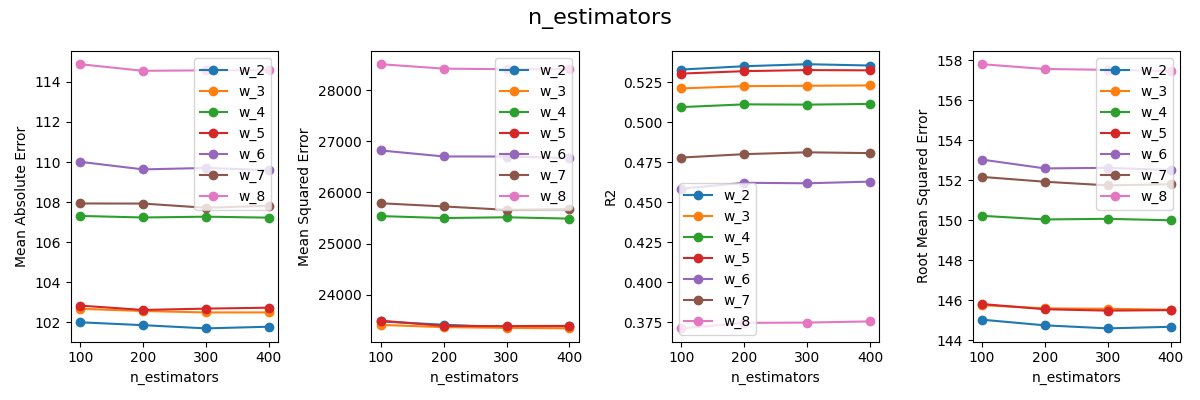 n_estimators
Mean Absolute Error
114
112
110
108
106
104
102
100
200
300
400
n_estimators
w_2
w_3
w_4
w_5
w_6
w_7
w_8
Mean Squared Error
28000
27000
26000
25000
24000
100
200
300
400
n_estimators
w_2
w_3
w_4
w_5
w_6
w_7
w_8
R2
0.525
0.500
0.475
0.450
0.425
0.400
0.375
100
200
300
400
n_estimators
w_2
w_3
w_4
w_5
w_6
w_7
w_8
Root Mean Squared Error
158
156
154
152
150
148
146
144
100
200
300
400
n_estimators
w_2
w_3
w_4
w_5
w_6
w_7
w_8